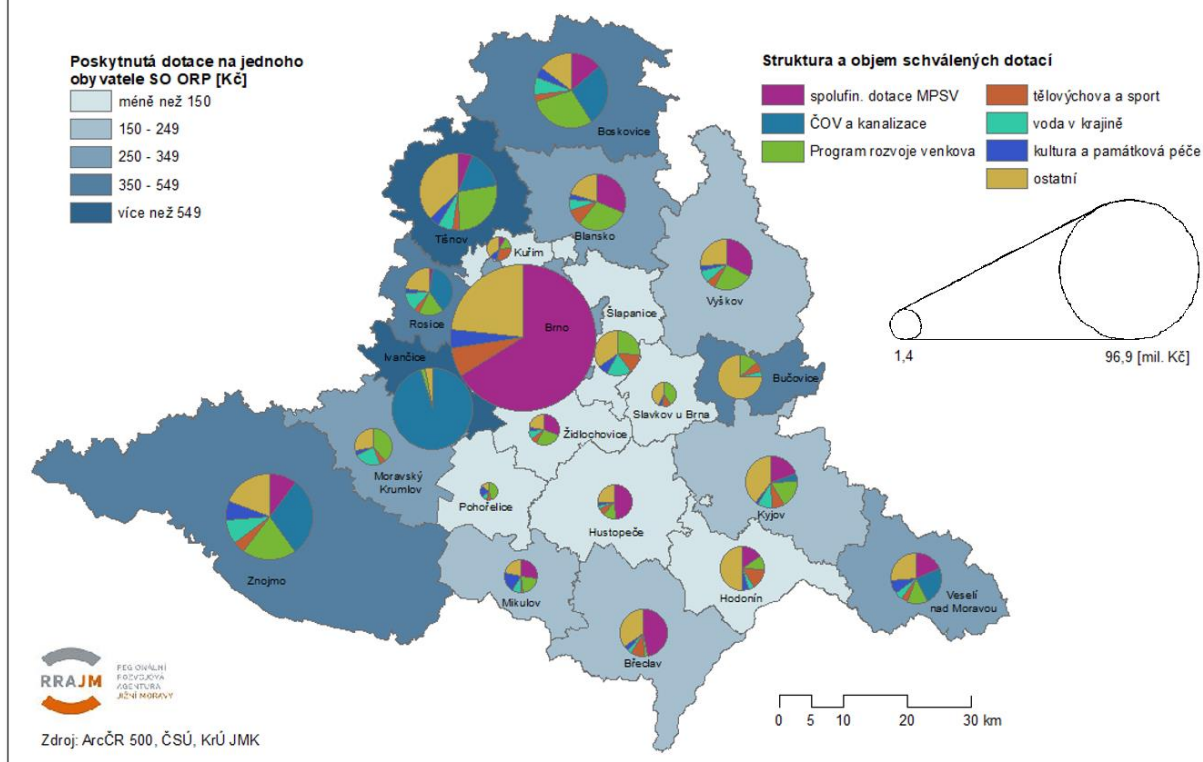 Poskytnutá dotace na jednoho
obyvatele SO ORP [Kč]
méně než 150
150 - 249
250 - 349
350 - 549
více než 549
Struktura a objem schválených dotací
spolufin. dotace MPSV
ČOV a kanalizace
Program rozvoje venkova
tělovýchova a sport
voda v krajině
kultura a památková péče
ostatní
1,4
96,9 [mil. Kč]
Boskovice
Tišnov
Blansko
Kuřim
Vyškov
Rosice
Brno
Šlapanice
Ivančice
Bučovice
Slavkov u Brna
Židlochovice
Moravský
Krumlov
Pohořelice
Hustopeče
Kyjov
Znojmo
Mikulov
Hodonín
Veselí
nad Moravou
Břeclav
RRAJM
REGIONÁLNÍ
ROZVOJOVÁ
AGENTURA
JIŽNÍ MORAVY
0 5 10 20 30 km
Zdroj: ArcČR 500, ČSÚ, KrÚ JMK